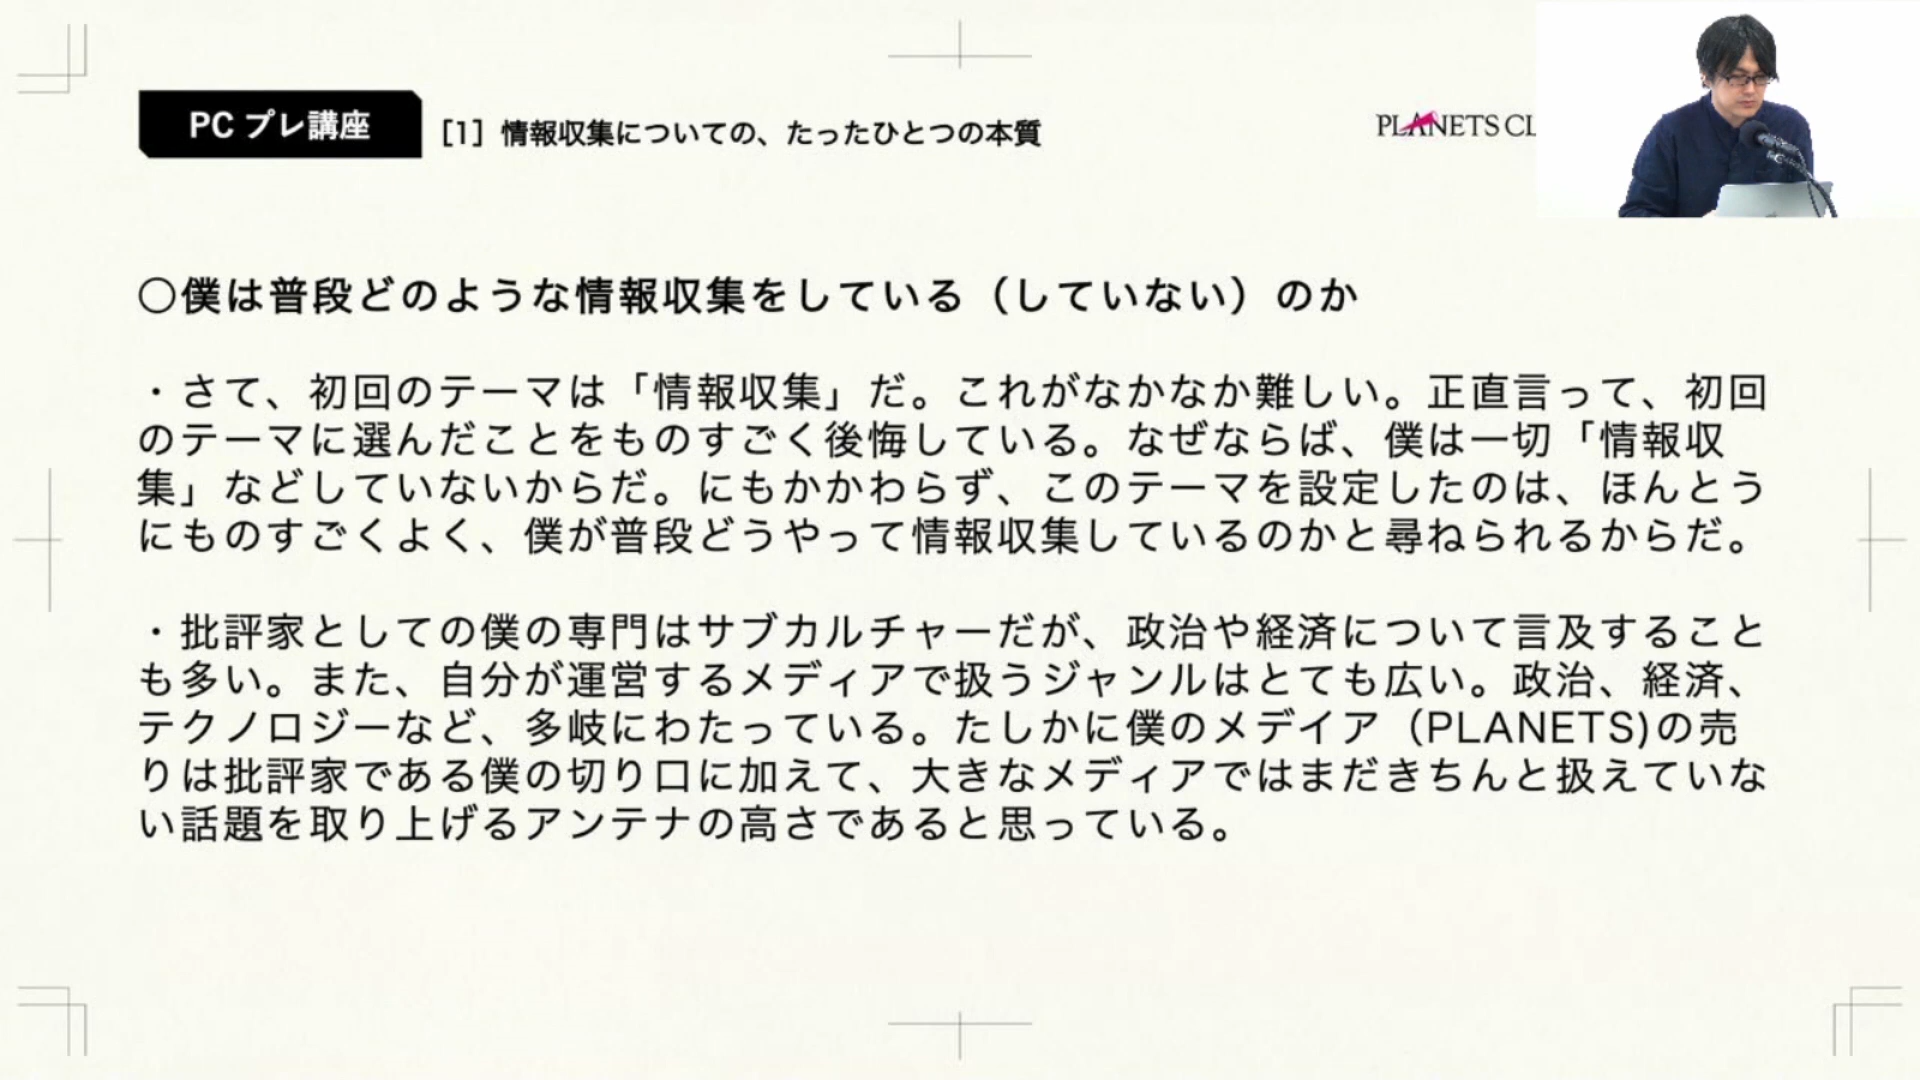 PC プレ講座
［1］情報収集についての、たったひとつの本質
PLANETS CL
〇僕は普段どのような情報収集をしている（していない）のか
・さて、初回のテーマは「情報収集」だ。これがなかなか難しい。正直言って、初回
のテーマに選んだことをものすごく後悔している。なぜならば、僕は一切「情報収
集」などしていないからだ。にもかかわらず、このテーマを設定したのは、ほんとう
にものすごくよく、僕が普段どうやって情報収集しているのかと尋ねられるからだ。
・批評家としての僕の専門はサブカルチャーだが、政治や経済について言及すること
も多い。また、自分が運営するメディアで扱うジャンルはとても広い。政治、経済、
テクノロジーなど、多岐にわたっている。たしかに僕のメデイア（PLANETS)の売
りは批評家である僕の切り口に加えて、大きなメディアではまだきちんと扱えていな
い話題を取り上げるアンテナの高さであると思っている。